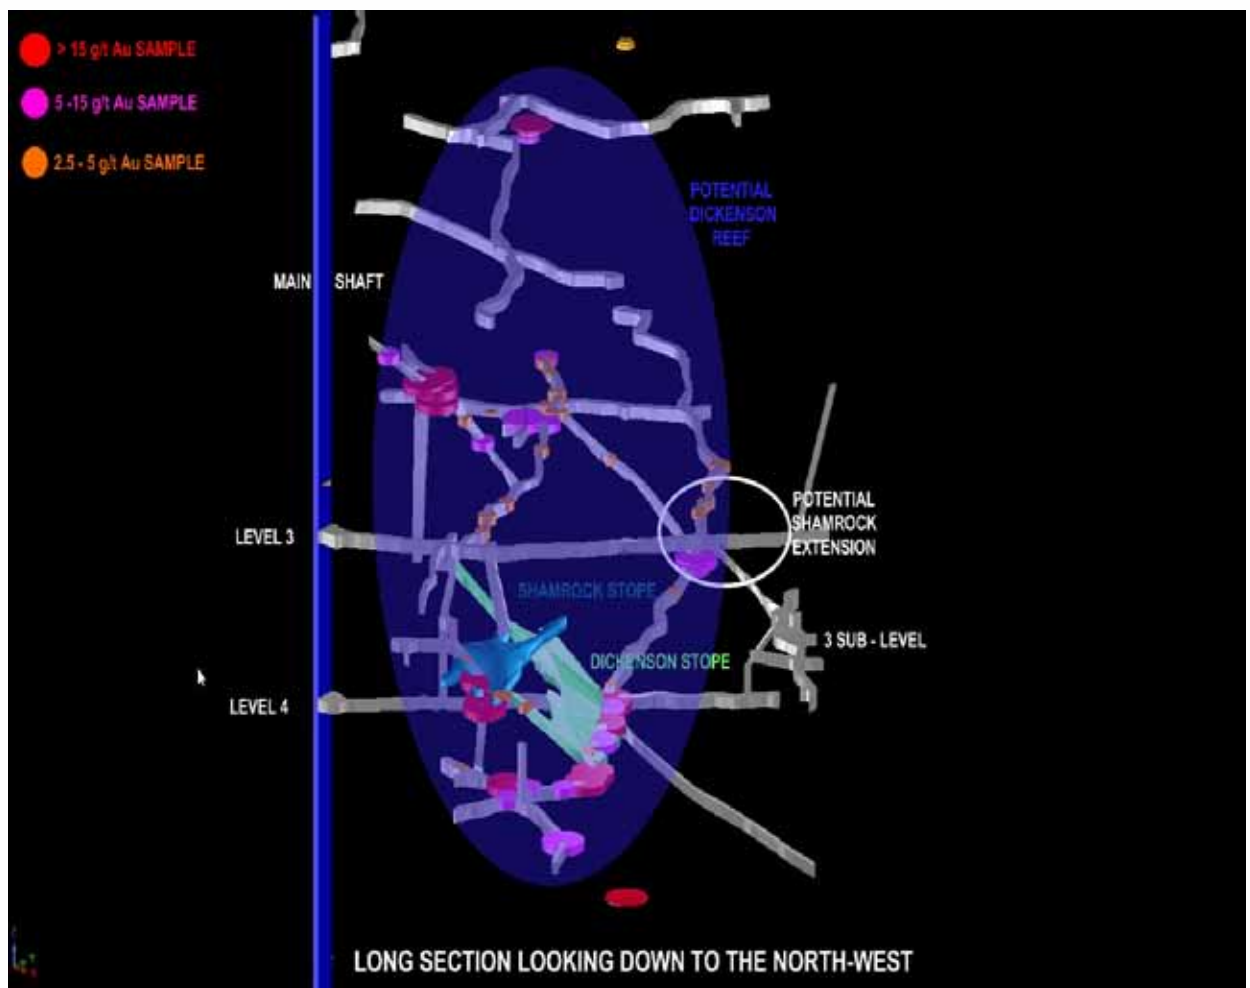 > 15 g/t Au SAMPLE
5 -15 g/t Au SAMPLE
2.5 - 5 g/t Au SAMPLE
POTENTIAL
DICKENSON
REEF
MAIN SHAFT
POTENTIAL
SHAMROCK
EXTENSION
LEVEL 3
SHAMROCK STOPE
3 SUB - LEVEL
DICKENSON STOPE
LEVEL 4
LONG SECTION LOOKING DOWN TO THE NORTH-WEST